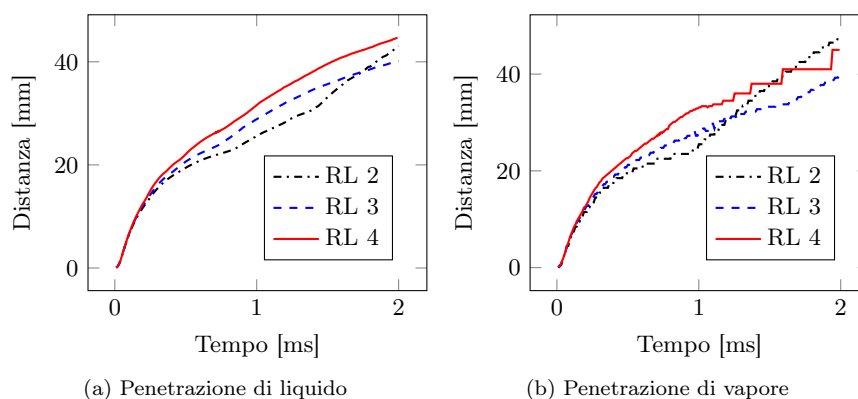 40
20
0
0
1
2
Distanza [mm]
Tempo [ms]
RL 2
RL 3
RL 4
(a) Penetrazione di liquido
40
20
0
0
1
2
Distanza [mm]
Tempo [ms]
RL 2
RL 3
RL 4
(b) Penetrazione di vapore